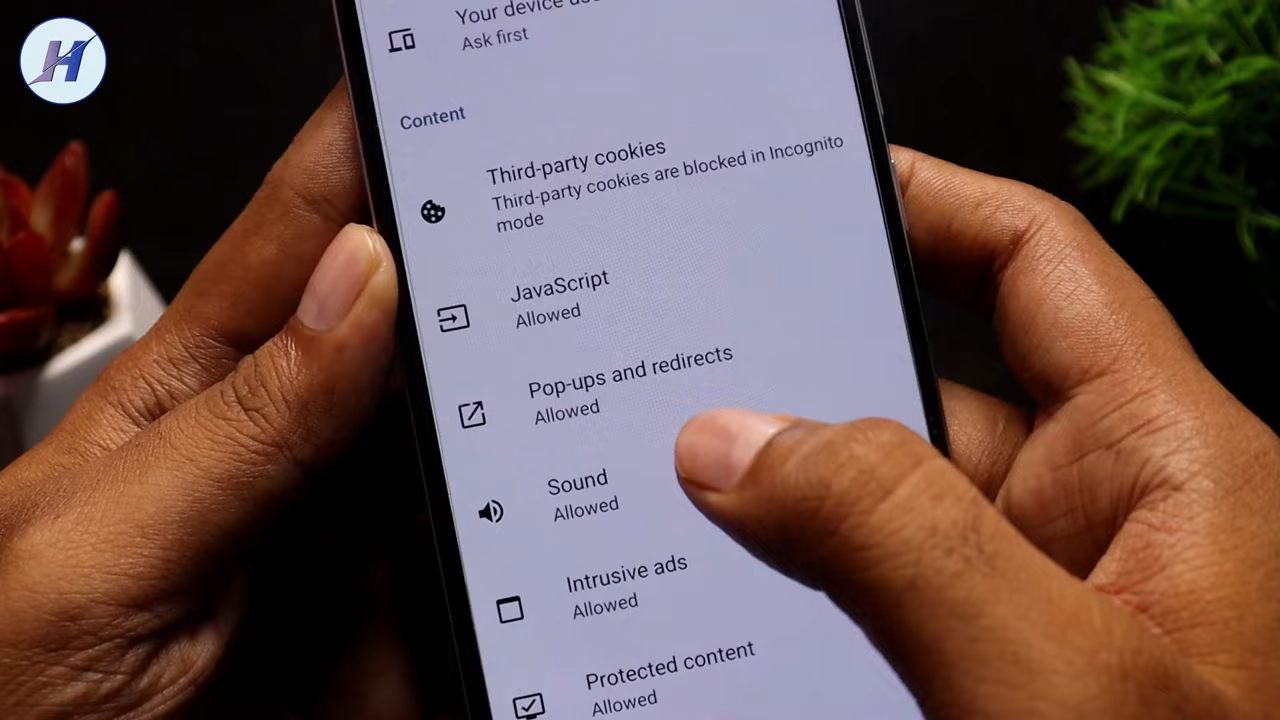 H
Your device
Ask first
Content
Third-party cookies
Third-party cookies are blocked in Incognito
mode
JavaScript
Allowed
Pop-ups and redirects
Allowed
Sound
Allowed
Intrusive ads
Allowed
Protected content
Allowed